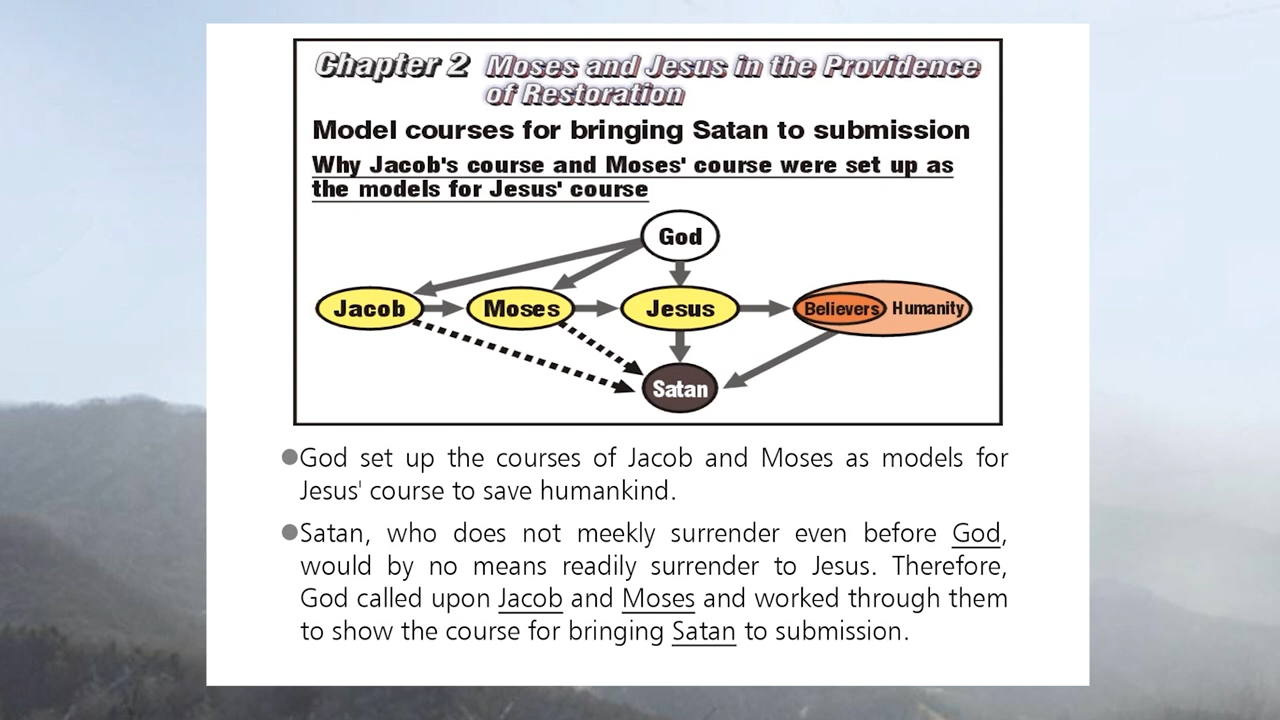 Chapter 2 Moses and Jesus in the Providence
of Restoration
Model courses for bringing Satan to submission
Why Jacob's course and Moses' course were set up as
the models for Jesus' course
God
Jacob
Moses
Jesus
Believers
Humanity
Satan
●God set up the courses of Jacob and Moses as models for
Jesus' course to save humankind.
●Satan, who does not meekly surrender even before God,
would by no means readily surrender to Jesus. Therefore,
God called upon Jacob and Moses and worked through them
to show the course for bringing Satan to submission.